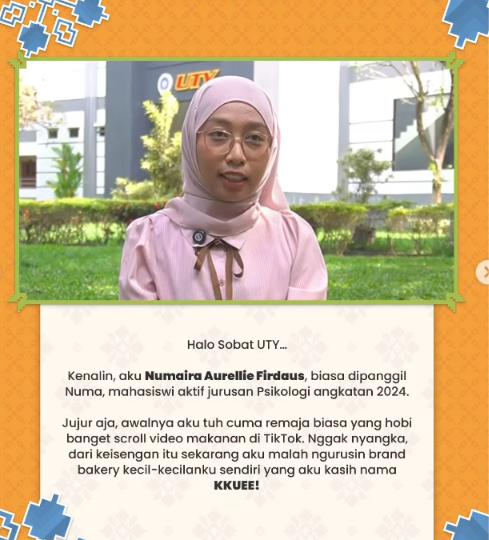 UTY
Halo Sobat UTY...
Kenalin, aku Numaira Aurellie Firdaus, biasa dipanggil
Numa, mahasiswi aktif jurusan Psikologi angkatan 2024.
Jujur aja, awalnya aku tuh cuma remaja biasa yang hobi
banget scroll video makanan di TikTok. Nggak nyangka,
dari keisengan itu sekarang aku malah ngurusin brand
bakery kecil-kecilanku sendiri yang aku kasih nama
KKUEE!